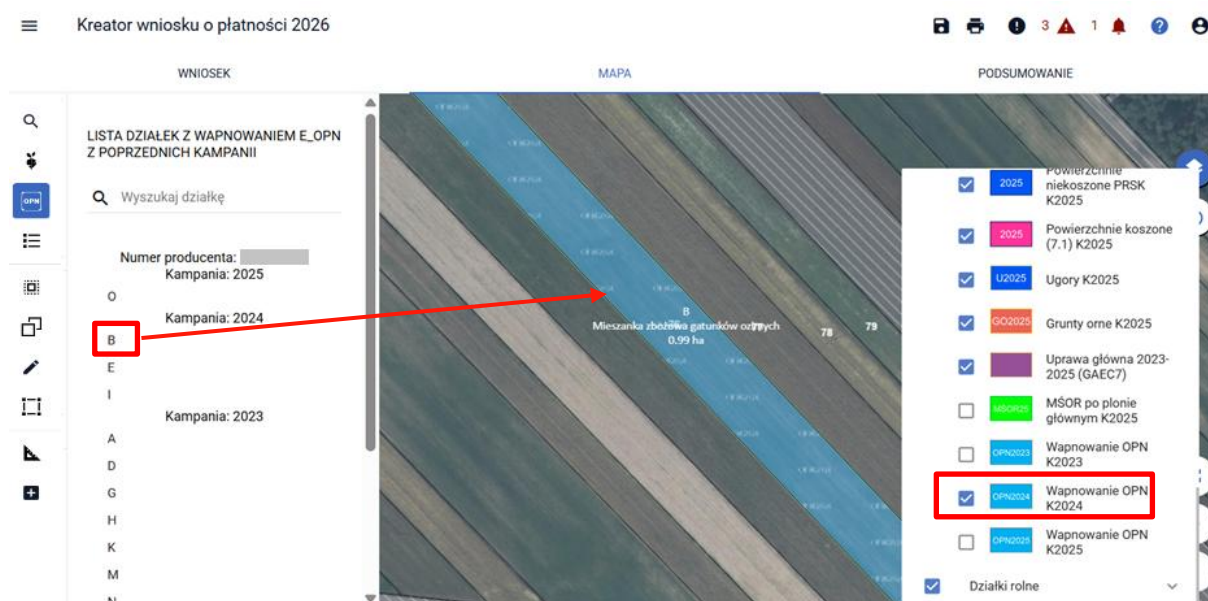 Kreator wniosku o płatności 2026
3
1
WNIOSEK
MAPA
PODSUMOWANIE
OPN
LISTA DZIAŁEK Z WAPNOWANIEM E_OPN
Z POPRZEDNICH KAMPANII
Wyszukaj działkę
Numer producenta:
Kampania: 2025
O
Kampania: 2024
B
E
I
Kampania: 2023
A
D
G
H
K
M
N
B
Mieszanka zbożowa gatunków ozimych
0.99 ha
77
78
79
2025
Powierzchnie
niekoszone PRSK
K2025
2025
Powierzchnie koszone
(7.1) K2025
U2025
Ugory K2025
GO2025
Grunty orne K2025
Uprawa główna 2023-
2025 (GAEC7)
MŚOR25
MŚOR po plonie
głównym K2025
OPN2023
Wapnowanie OPN
K2023
OPN2024
Wapnowanie OPN
K2024
OPN2025
Wapnowanie OPN
K2025
Działki rolne